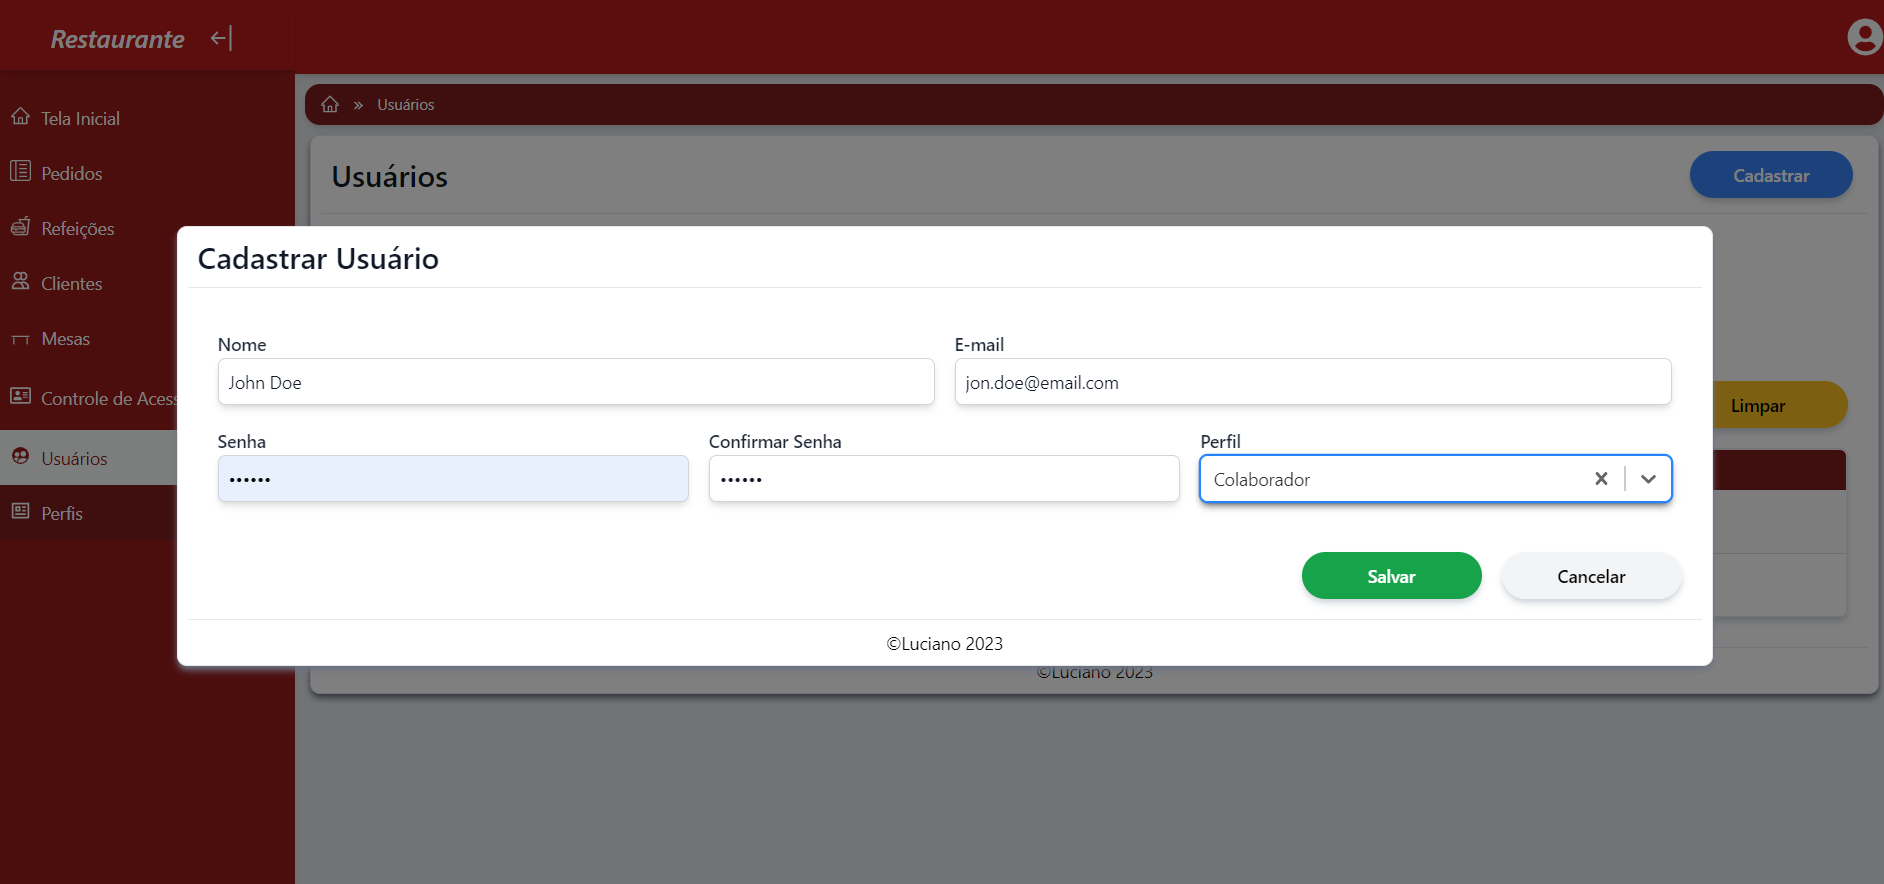 Restaurante
Tela Inicial
Pedidos
Refeições
Clientes
Mesas
Controle de Acess
Usuários
Perfis
» Usuários
Usuários
Cadastrar
Limpar
Cadastrar Usuário
Nome
E-mail
John Doe
jon.doe@email.com
Senha
Confirmar Senha
Perfil
••••••
••••••
Colaborador
Salvar
Cancelar
©Luciano 2023
©Luciano 2023